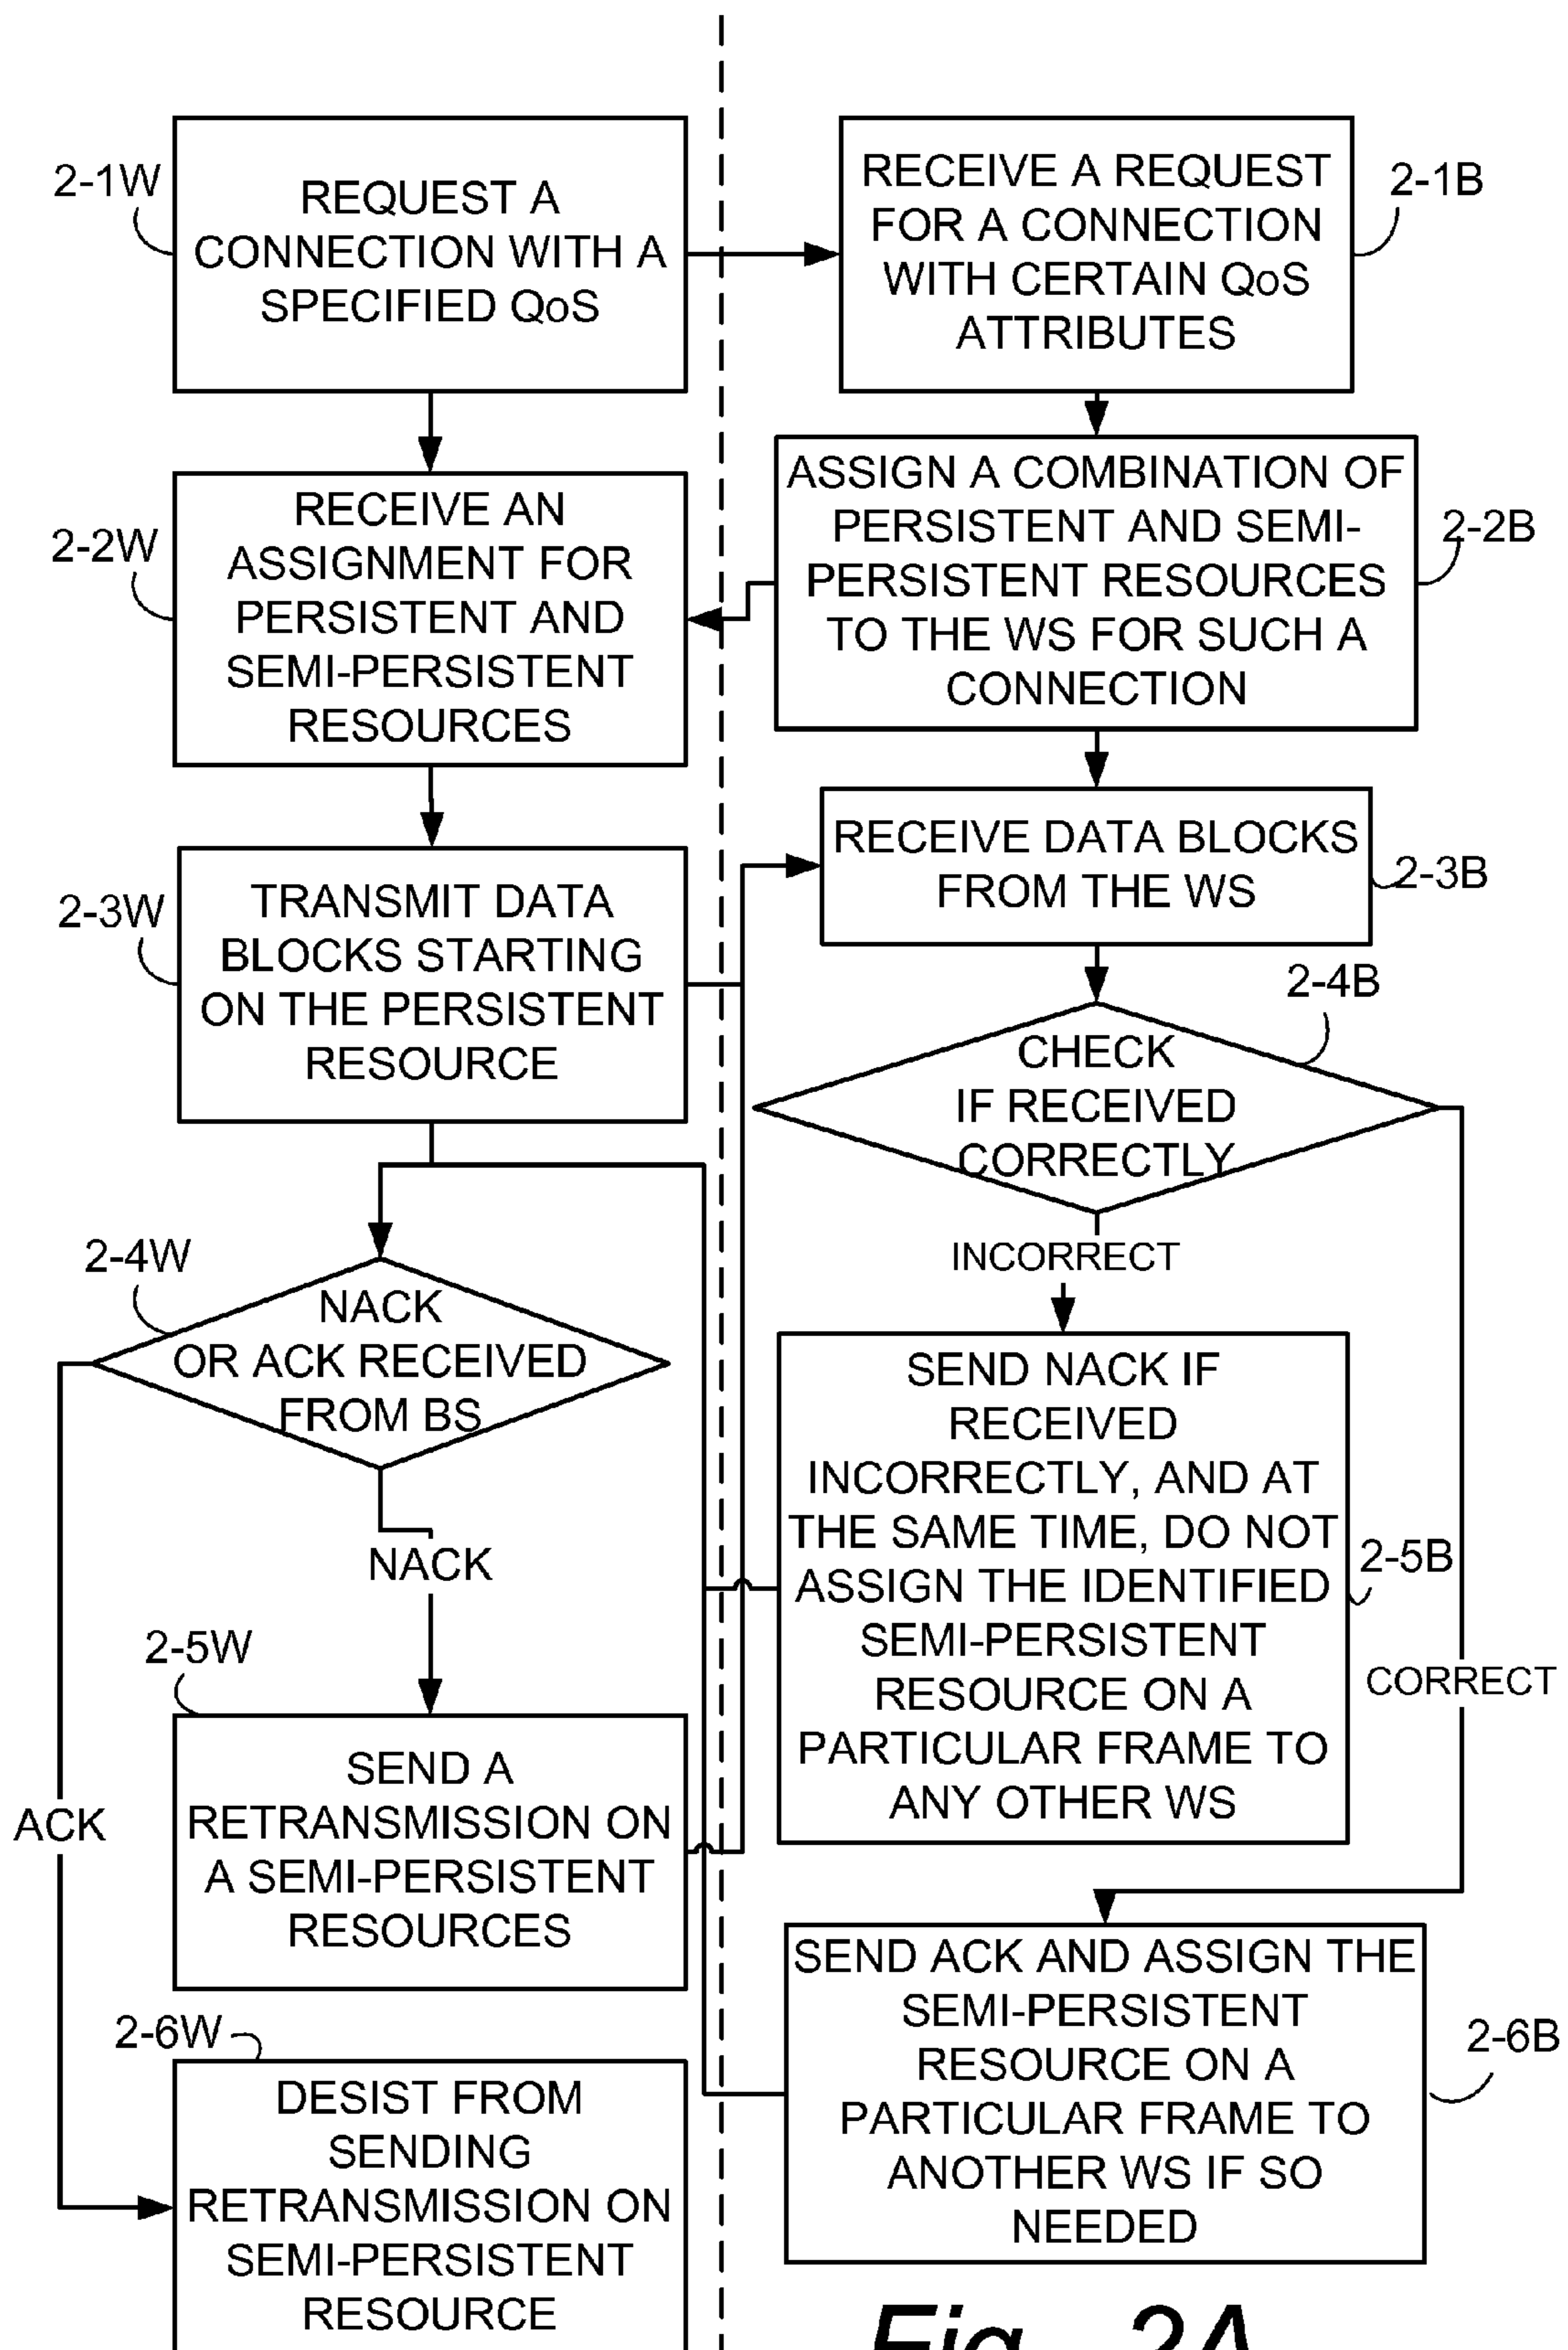 2-1W
REQUEST A
CONNECTION WITH A
SPECIFIED QoS
RECEIVE A REQUEST
FOR A CONNECTION
WITH CERTAIN QoS
ATTRIBUTES
2-1B
2-2W
RECEIVE AN
ASSIGNMENT FOR
PERSISTENT AND
SEMI-PERSISTENT
RESOURCES
ASSIGN A COMBINATION OF
PERSISTENT AND SEMI-
PERSISTENT RESOURCES
TO THE WS FOR SUCH A
CONNECTION
2-2B
2-3W
TRANSMIT DATA
BLOCKS STARTING
ON THE PERSISTENT
RESOURCE
RECEIVE DATA BLOCKS
FROM THE WS
2-3B
2-4B
CHECK
IF RECEIVED
CORRECTLY
2-4W
NACK
OR ACK RECEIVED
FROM BS
INCORRECT
NACK
SEND NACK IF
RECEIVED
INCORRECTLY, AND AT
THE SAME TIME, DO NOT
ASSIGN THE IDENTIFIED
SEMI-PERSISTENT
RESOURCE ON A
PARTICULAR FRAME TO
ANY OTHER WS
2-5B
CORRECT
2-5W
SEND A
RETRANSMISSION ON
A SEMI-PERSISTENT
RESOURCES
ACK
SEND ACK AND ASSIGN THE
SEMI-PERSISTENT
RESOURCE ON A
PARTICULAR FRAME TO
ANOTHER WS IF SO
NEEDED
2-6B
2-6W
DESIST FROM
SENDING
RETRANSMISSION ON
SEMI-PERSISTENT
RESOURCE
Fig. 2A